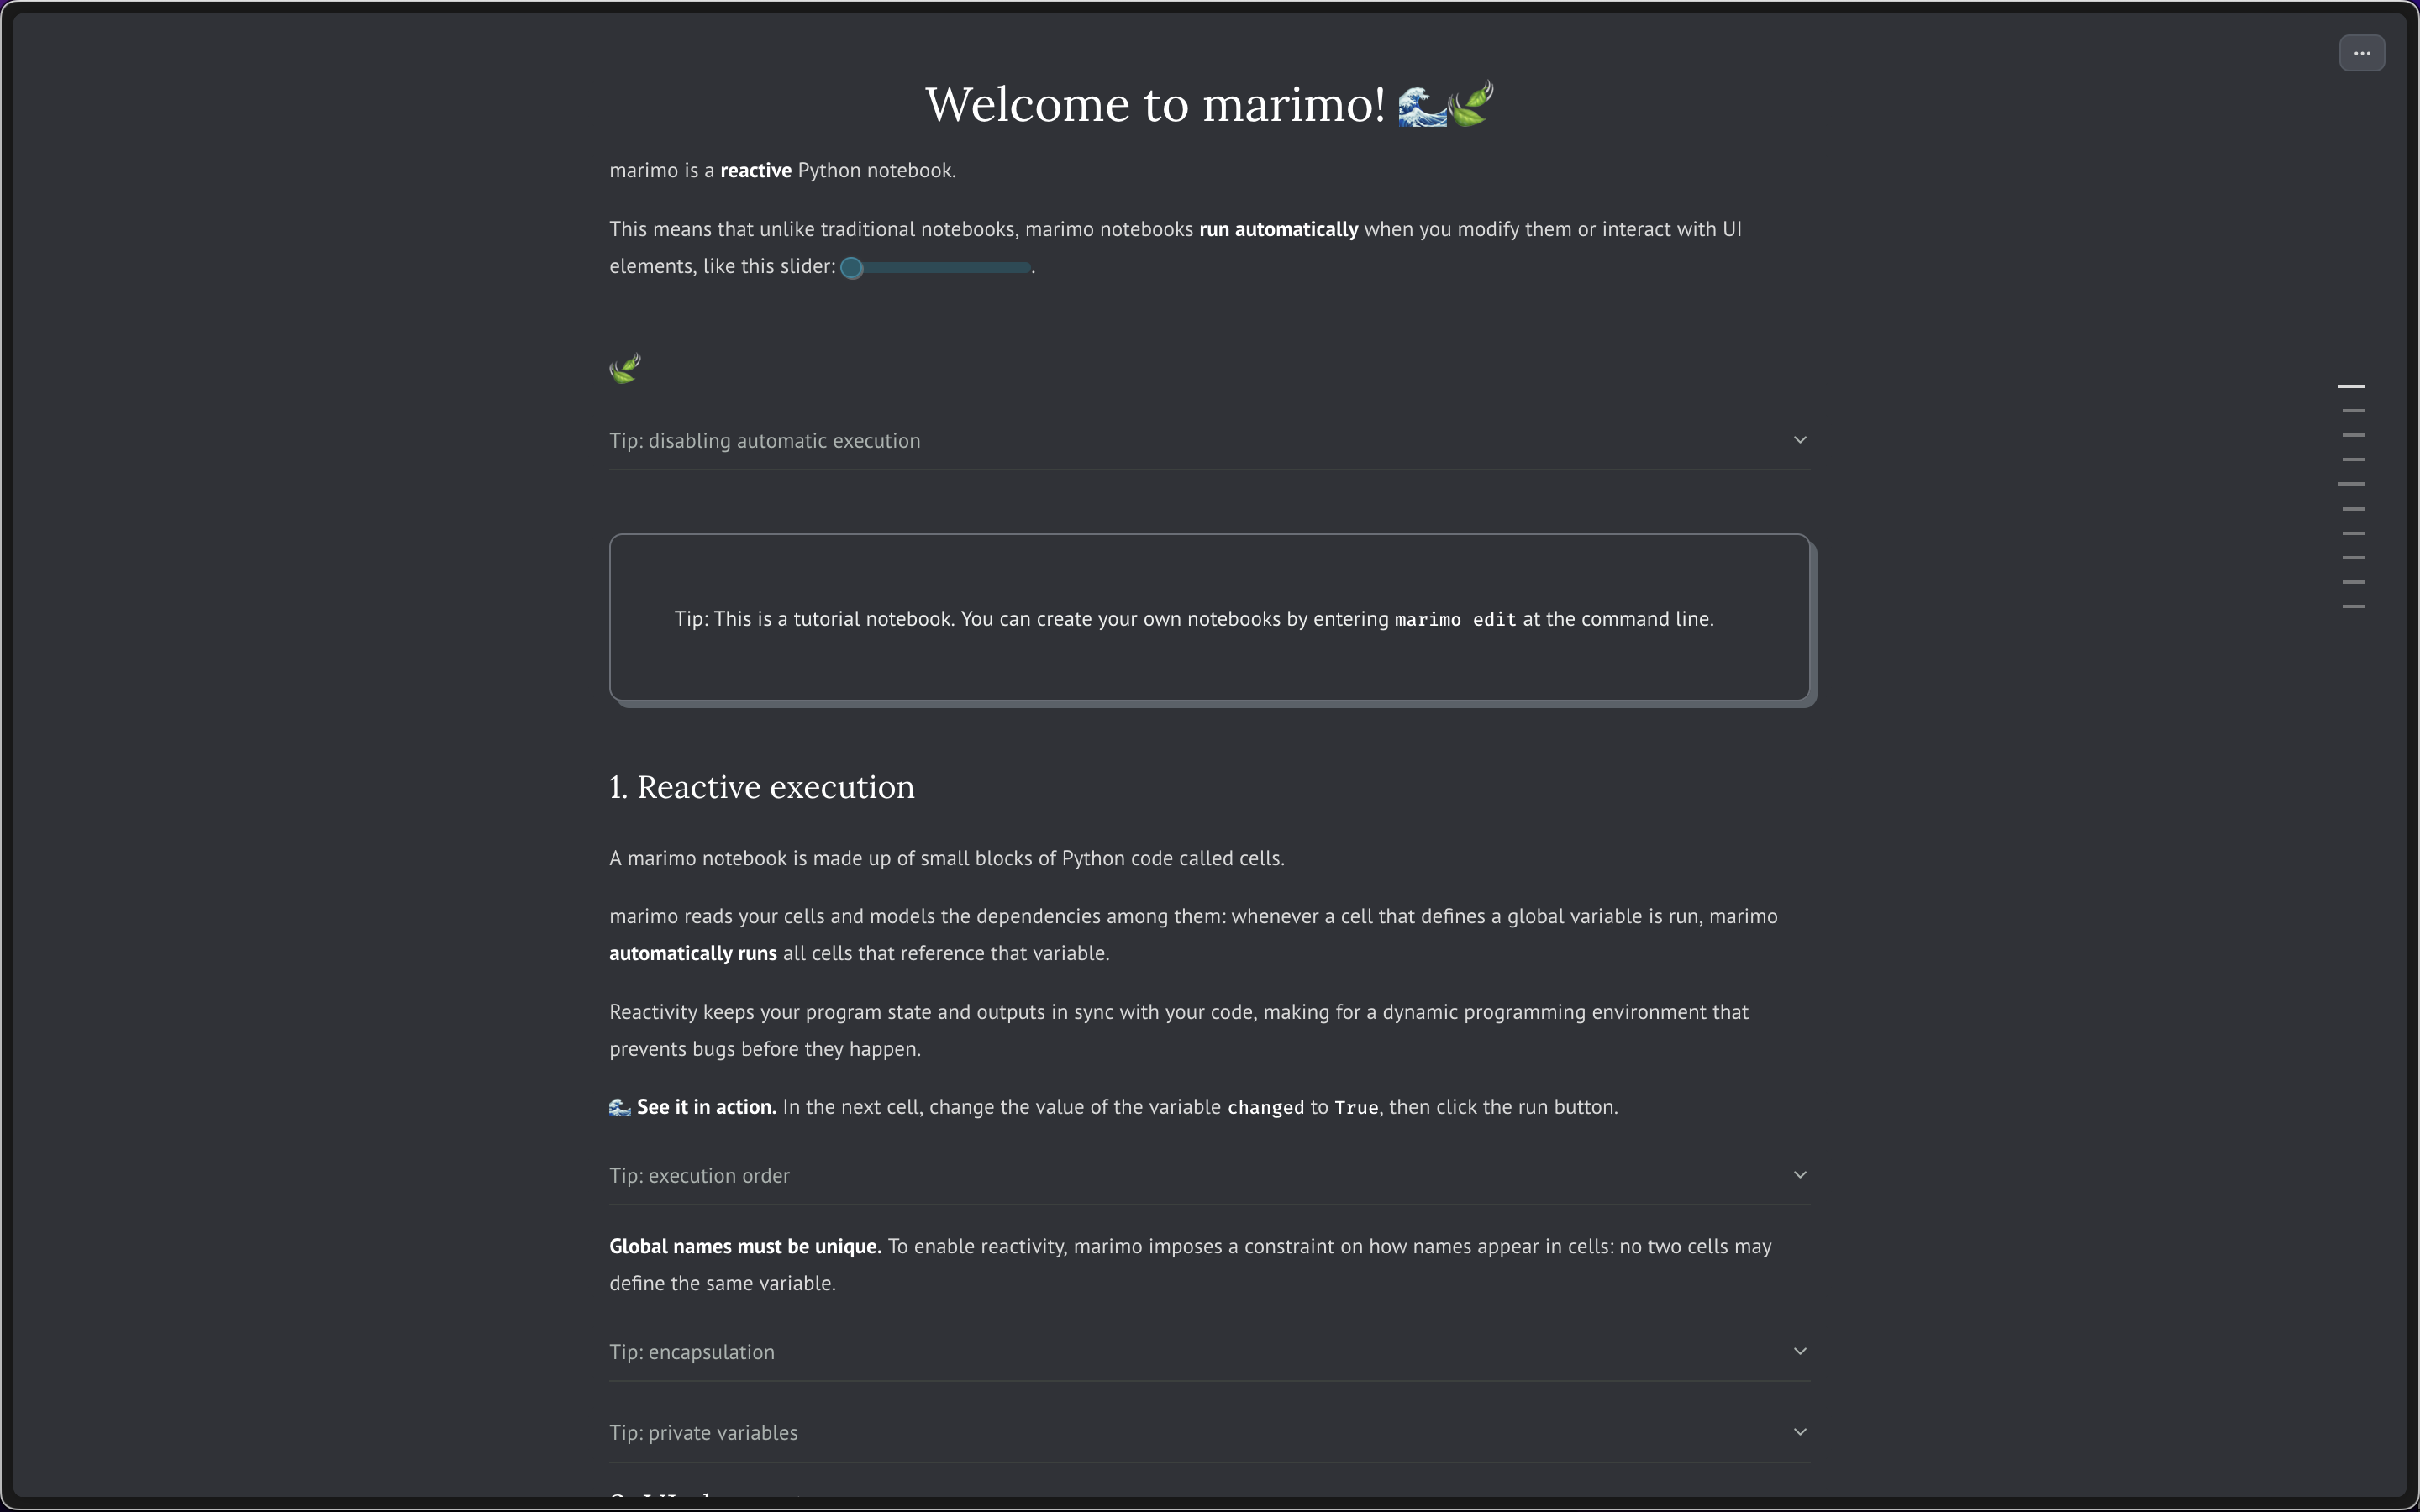 Welcome to marimo! 🌊🍃
marimo is a reactive Python notebook.
This means that unlike traditional notebooks, marimo notebooks run automatically when you modify them or interact with UI
elements, like this slider: .
🍃
Tip: disabling automatic execution
Tip: This is a tutorial notebook. You can create your own notebooks by entering marimo edit at the command line.
1. Reactive execution
A marimo notebook is made up of small blocks of Python code called cells.
marimo reads your cells and models the dependencies among them: whenever a cell that defines a global variable is run, marimo
automatically runs all cells that reference that variable.
Reactivity keeps your program state and outputs in sync with your code, making for a dynamic programming environment that
prevents bugs before they happen.
🌊 See it in action. In the next cell, change the value of the variable changed to True, then click the run button.
Tip: execution order
Global names must be unique. To enable reactivity, marimo imposes a constraint on how names appear in cells: no two cells may
define the same variable.
Tip: encapsulation
Tip: private variables